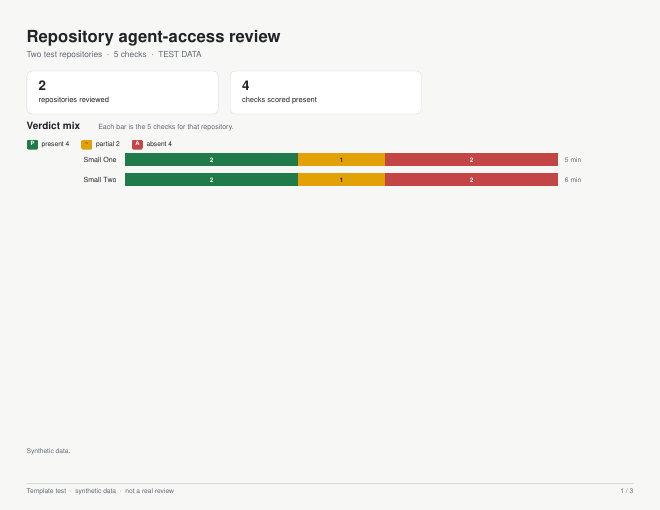 Repository agent-access review
Two test repositories · 5 checks · TEST DATA
2
repositories reviewed
4
checks scored present
Verdict mix Each bar is the 5 checks for that repository.
P present 4 ~ partial 2 A absent 4
Small One 2 1 2 5 min
Small Two 2 1 2 6 min
Synthetic data.
Template test · synthetic data · not a real review 1 / 3